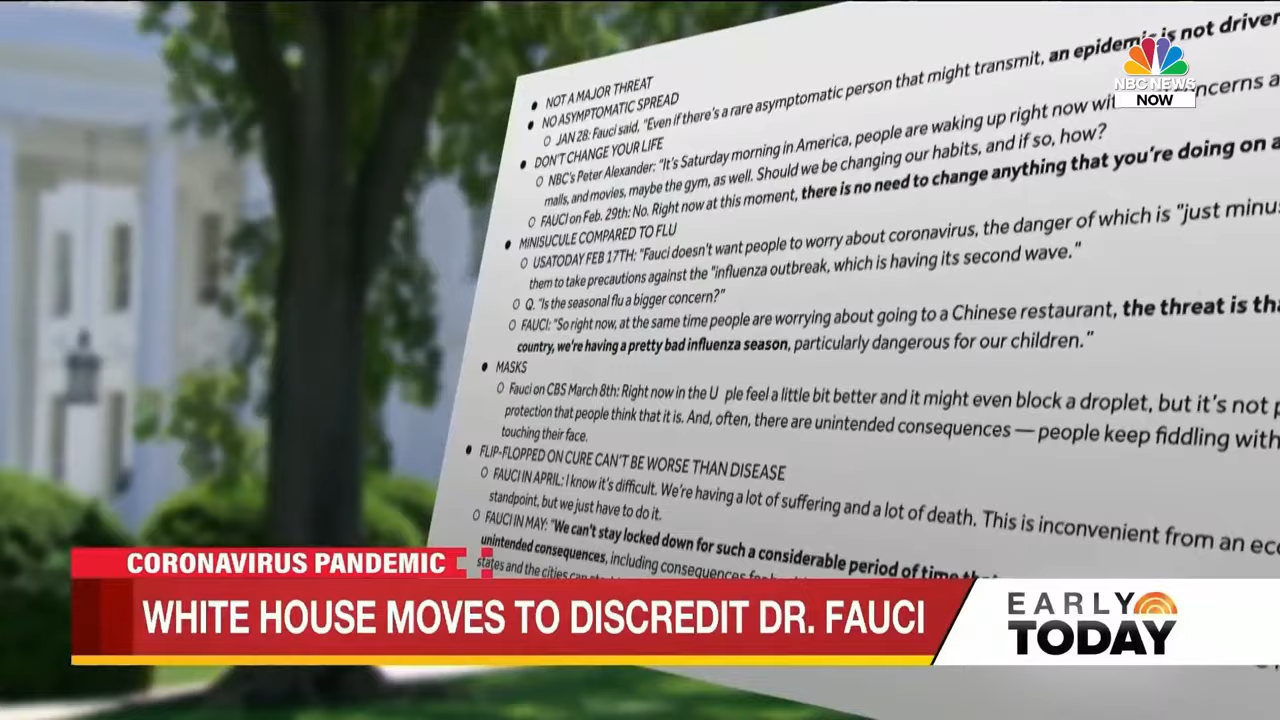 NOT A MAJOR THREAT
NO ASYMPTOMATIC SPREAD
JAN 28: Fauci said, "Even if there's a rare asymptomatic person that might transmit, an epidemic is not driven
DON'T CHANGE YOUR LIFE
NBC's Peter Alexander: "It's Saturday morning in America, people are waking up right now wi concerns a
malls, and movies, maybe the gym, as well. Should we be changing our habits, and if so, how?
FAUCI on Feb. 29th: No. Right now at this moment, there is no need to change anything that you're doing on a
MINISUCULE COMPARED TO FLU
USATODAY FEB 17TH: "Fauci doesn't want people to worry about coronavirus, the danger of which is "just minus
them to take precautions against the "influenza outbreak, which is having its second wave."
Q. "Is the seasonal flu a bigger concern?"
FAUCI: "So right now, at the same time people are worrying about going to a Chinese restaurant, the threat is tha
country, we're having a pretty bad influenza season, particularly dangerous for our children."
MASKS
Fauci on CBS March 8th: Right now in the U ple feel a little bit better and it might even block a droplet, but it's not p
protection that people think that it is. And, often, there are unintended consequences — people keep fiddling with
touching their face.
FLIP-FLOPPED ON CURE CAN'T BE WORSE THAN DISEASE
FAUCI IN APRIL: I know it's difficult. We're having a lot of suffering and a lot of death. This is inconvenient from an eco
standpoint, but we just have to do it.
FAUCI IN MAY: "We can't stay locked down for such a considerable period of time
unintended consequences, including consequences
states and the cities can
NBC NEWS
NOW
CORONAVIRUS PANDEMIC
WHITE HOUSE MOVES TO DISCREDIT DR. FAUCI
EARLY
TODAY